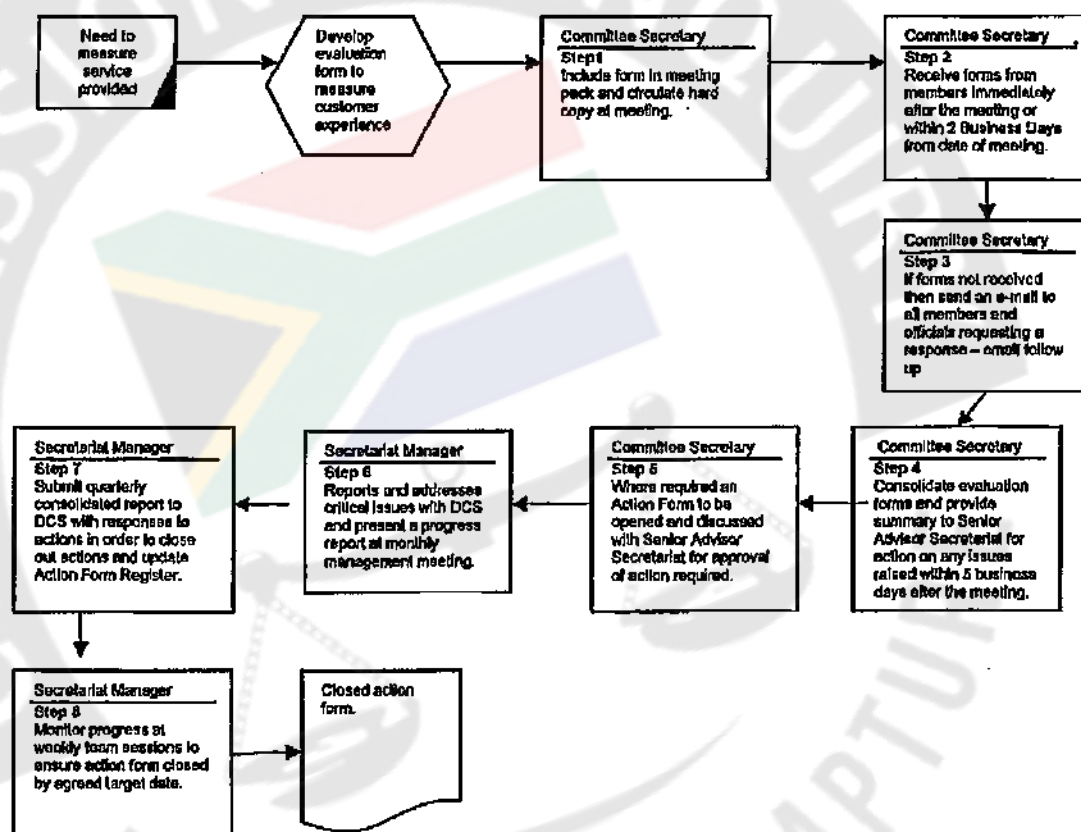 Need to
measure
service
provided
Develop
evaluation
form to
measure
customer
experience
Committee Secretary
Step1
Include form in meeting
pack and circulate hard
copy at meeting.
Committee Secretary
Step 2
Receive forms from
members immediately
after the meeting or
within 2 Business Days
from date of meeting.
Committee Secretary
Step 3
If forms not received
then send an e-mail to
all members and
officials requesting a
response – email follow
up
Committee Secretary
Step 4
Consolidate evaluation
forms and provide
summary to Senior
Advisor Secretariat for
action on any issues
raised within 5 business
days after the meeting.
Committee Secretary
Step 5
Where required an
Action Form to be
opened and discussed
with Senior Advisor
Secretariat for approval
of action required.
Secretariat Manager
Step 6
Reports and addresses
critical issues with DCS
and present a progress
report at monthly
management meeting.
Secretariat Manager
Step 7
Submit quarterly
consolidated report to
DCS with responses to
actions in order to close
out actions and update
Action Form Register.
Secretariat Manager
Step 8
Monitor progress at
weekly team sessions to
ensure action form closed
by agreed target date.
Closed action
form.